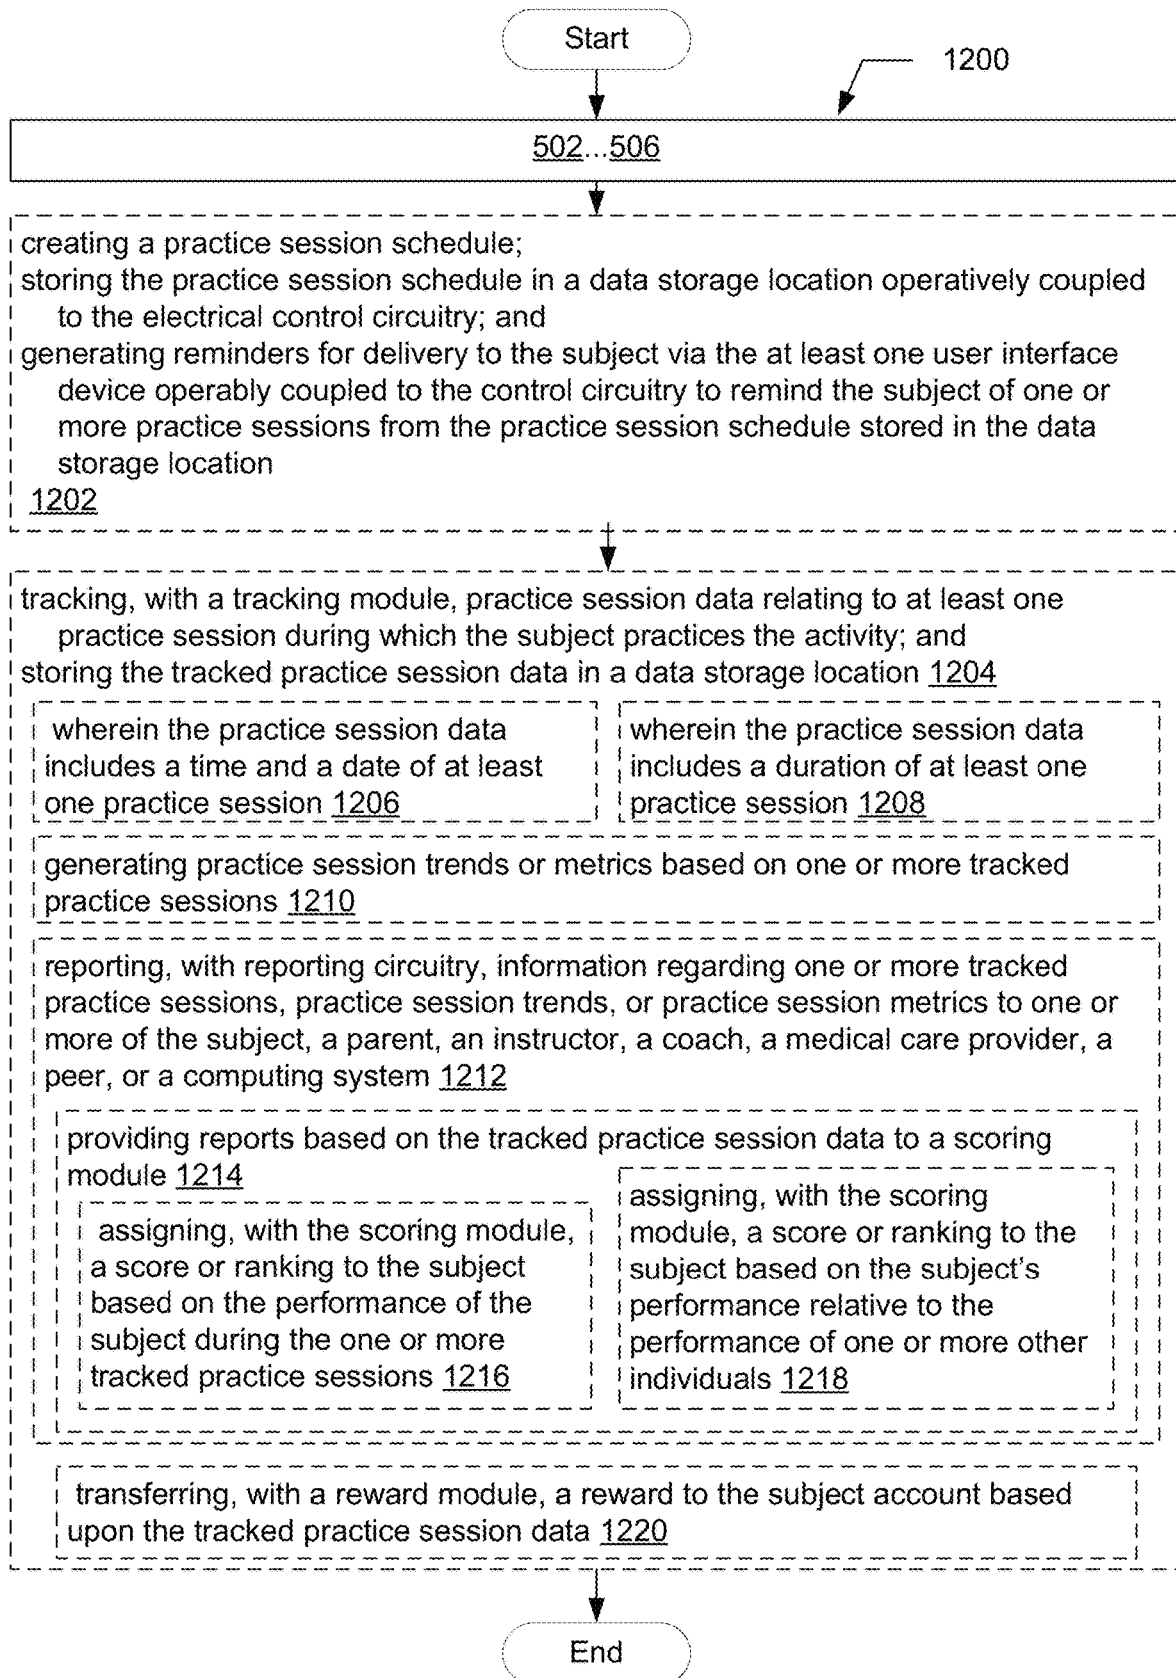 Start
1200
502...506
creating a practice session schedule;
storing the practice session schedule in a data storage location operatively coupled
to the electrical control circuitry; and
generating reminders for delivery to the subject via the at least one user interface
device operably coupled to the control circuitry to remind the subject of one or
more practice sessions from the practice session schedule stored in the data
storage location
1202
tracking, with a tracking module, practice session data relating to at least one
practice session during which the subject practices the activity; and
storing the tracked practice session data in a data storage location 1204
wherein the practice session data
includes a time and a date of at least
one practice session 1206
wherein the practice session data
includes a duration of at least one
practice session 1208
generating practice session trends or metrics based on one or more tracked
practice sessions 1210
reporting, with reporting circuitry, information regarding one or more tracked
practice sessions, practice session trends, or practice session metrics to one or
more of the subject, a parent, an instructor, a coach, a medical care provider, a
peer, or a computing system 1212
providing reports based on the tracked practice session data to a scoring
module 1214
assigning, with the scoring module,
a score or ranking to the subject
based on the performance of the
subject during the one or more
tracked practice sessions 1216
assigning, with the scoring
module, a score or ranking to the
subject based on the subject's
performance relative to the
performance of one or more other
individuals 1218
transferring, with a reward module, a reward to the subject account based
upon the tracked practice session data 1220
End